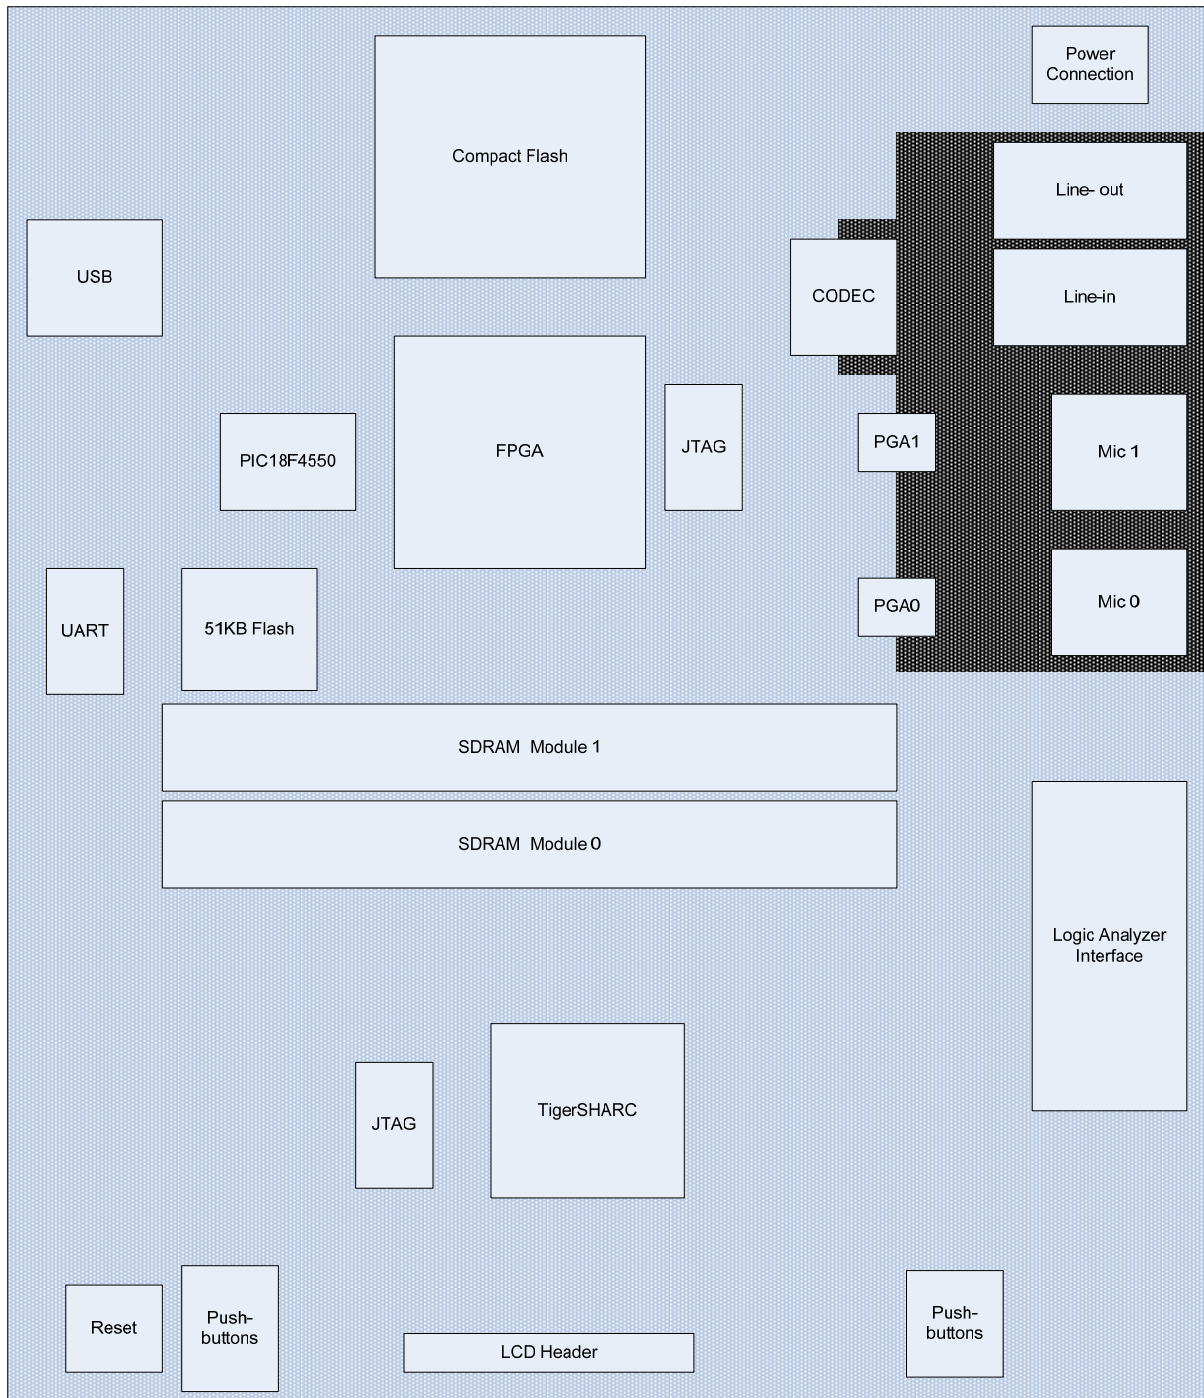 Power
Connection
Compact Flash
Line- out
USB
CODEC
Line-in
PIC18F4550
FPGA
JTAG
PGA1
Mic 1
UART
51KB Flash
PGA0
Mic 0
SDRAM Module 1
SDRAM Module 0
Logic Analyzer
Interface
JTAG
TigerSHARC
Reset
Push-
buttons
LCD Header
Push-
buttons